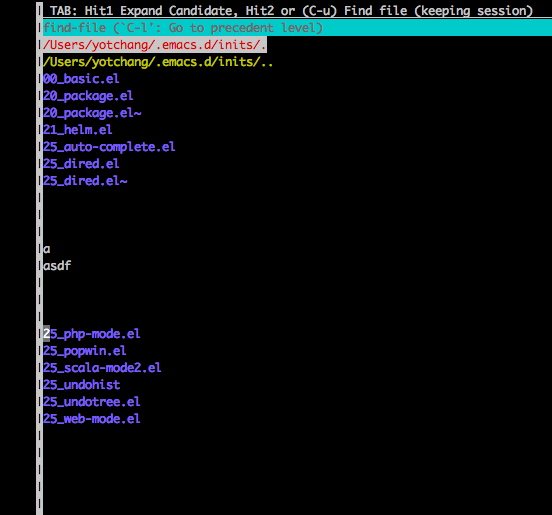 TAB: Hit1 Expand Candidate, Hit2 or (C-u) Find file (keeping session)
find-file (`C-l': Go to precedent level)
/Users/yotchang/.emacs.d/inits/.
/Users/yotchang/.emacs.d/inits/..
00_basic.el
20_package.el
20_package.el~
21_helm.el
25_auto-complete.el
25_dired.el
25_dired.el~
a
asdf
25_php-mode.el
25_popwin.el
25_scala-mode2.el
25_undohist
25_undotree.el
25_web-mode.el